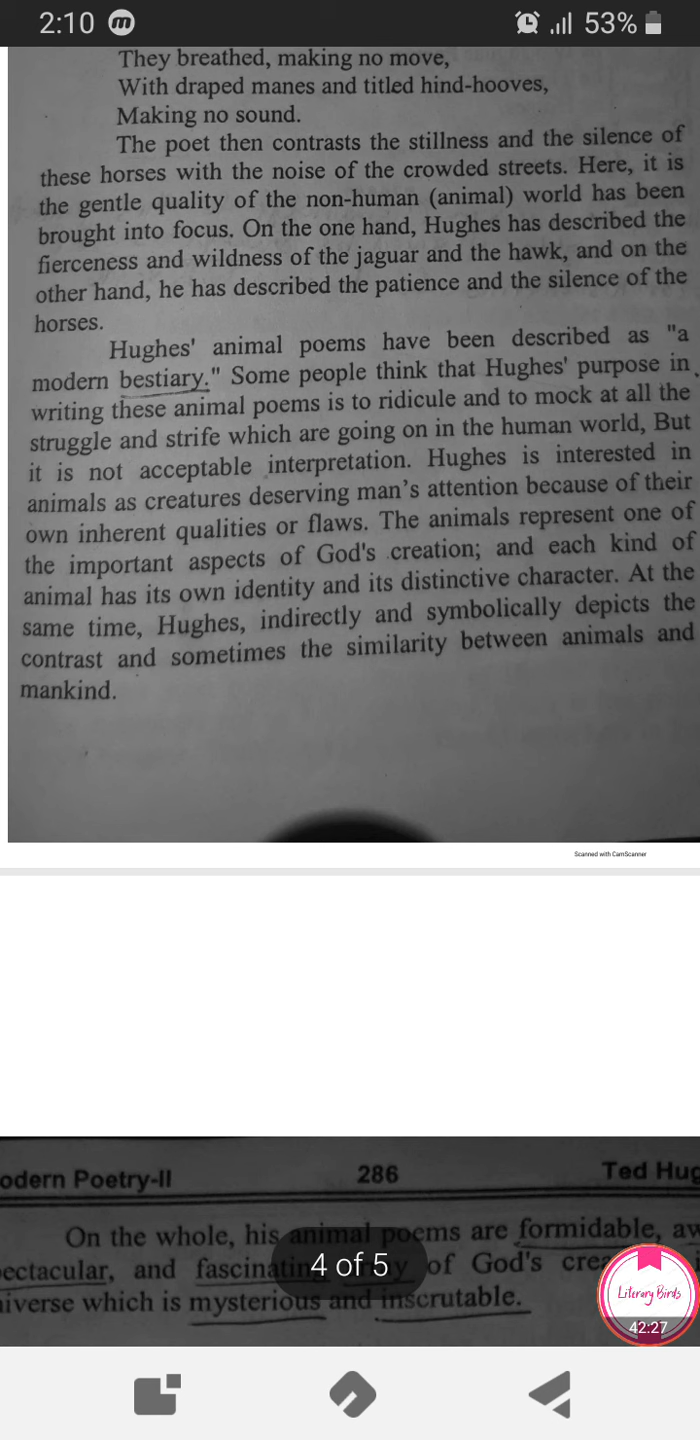 2:10
53%
They breathed, making no move,
With draped manes and titled hind-hooves,
Making no sound.
The poet then contrasts the stillness and the silence of
these horses with the noise of the crowded streets. Here, it is
the gentle quality of the non-human (animal) world has been
brought into focus. On the one hand, Hughes has described the
fierceness and wildness of the jaguar and the hawk, and on the
other hand, he has described the patience and the silence of the
horses.
Hughes' animal poems have been described as "a
modern bestiary." Some people think that Hughes' purpose in
writing these animal poems is to ridicule and to mock at all the
struggle and strife which are going on in the human world, But
it is not acceptable interpretation. Hughes is interested in
animals as creatures deserving man's attention because of their
own inherent qualities or flaws. The animals represent one of
the important aspects of God's creation; and each kind of
animal has its own identity and its distinctive character. At the
same time, Hughes, indirectly and symbolically depicts the
contrast and sometimes the similarity between animals and
mankind.
Scanned with CamScanner
odern Poetry-II 286 Ted Hug
On the whole, his animal poems are formidable, aw
ectacular, and fascinating of God's crea
niverse which is mysterious and inscrutable.
4 of 5
Literary Birds
42:27